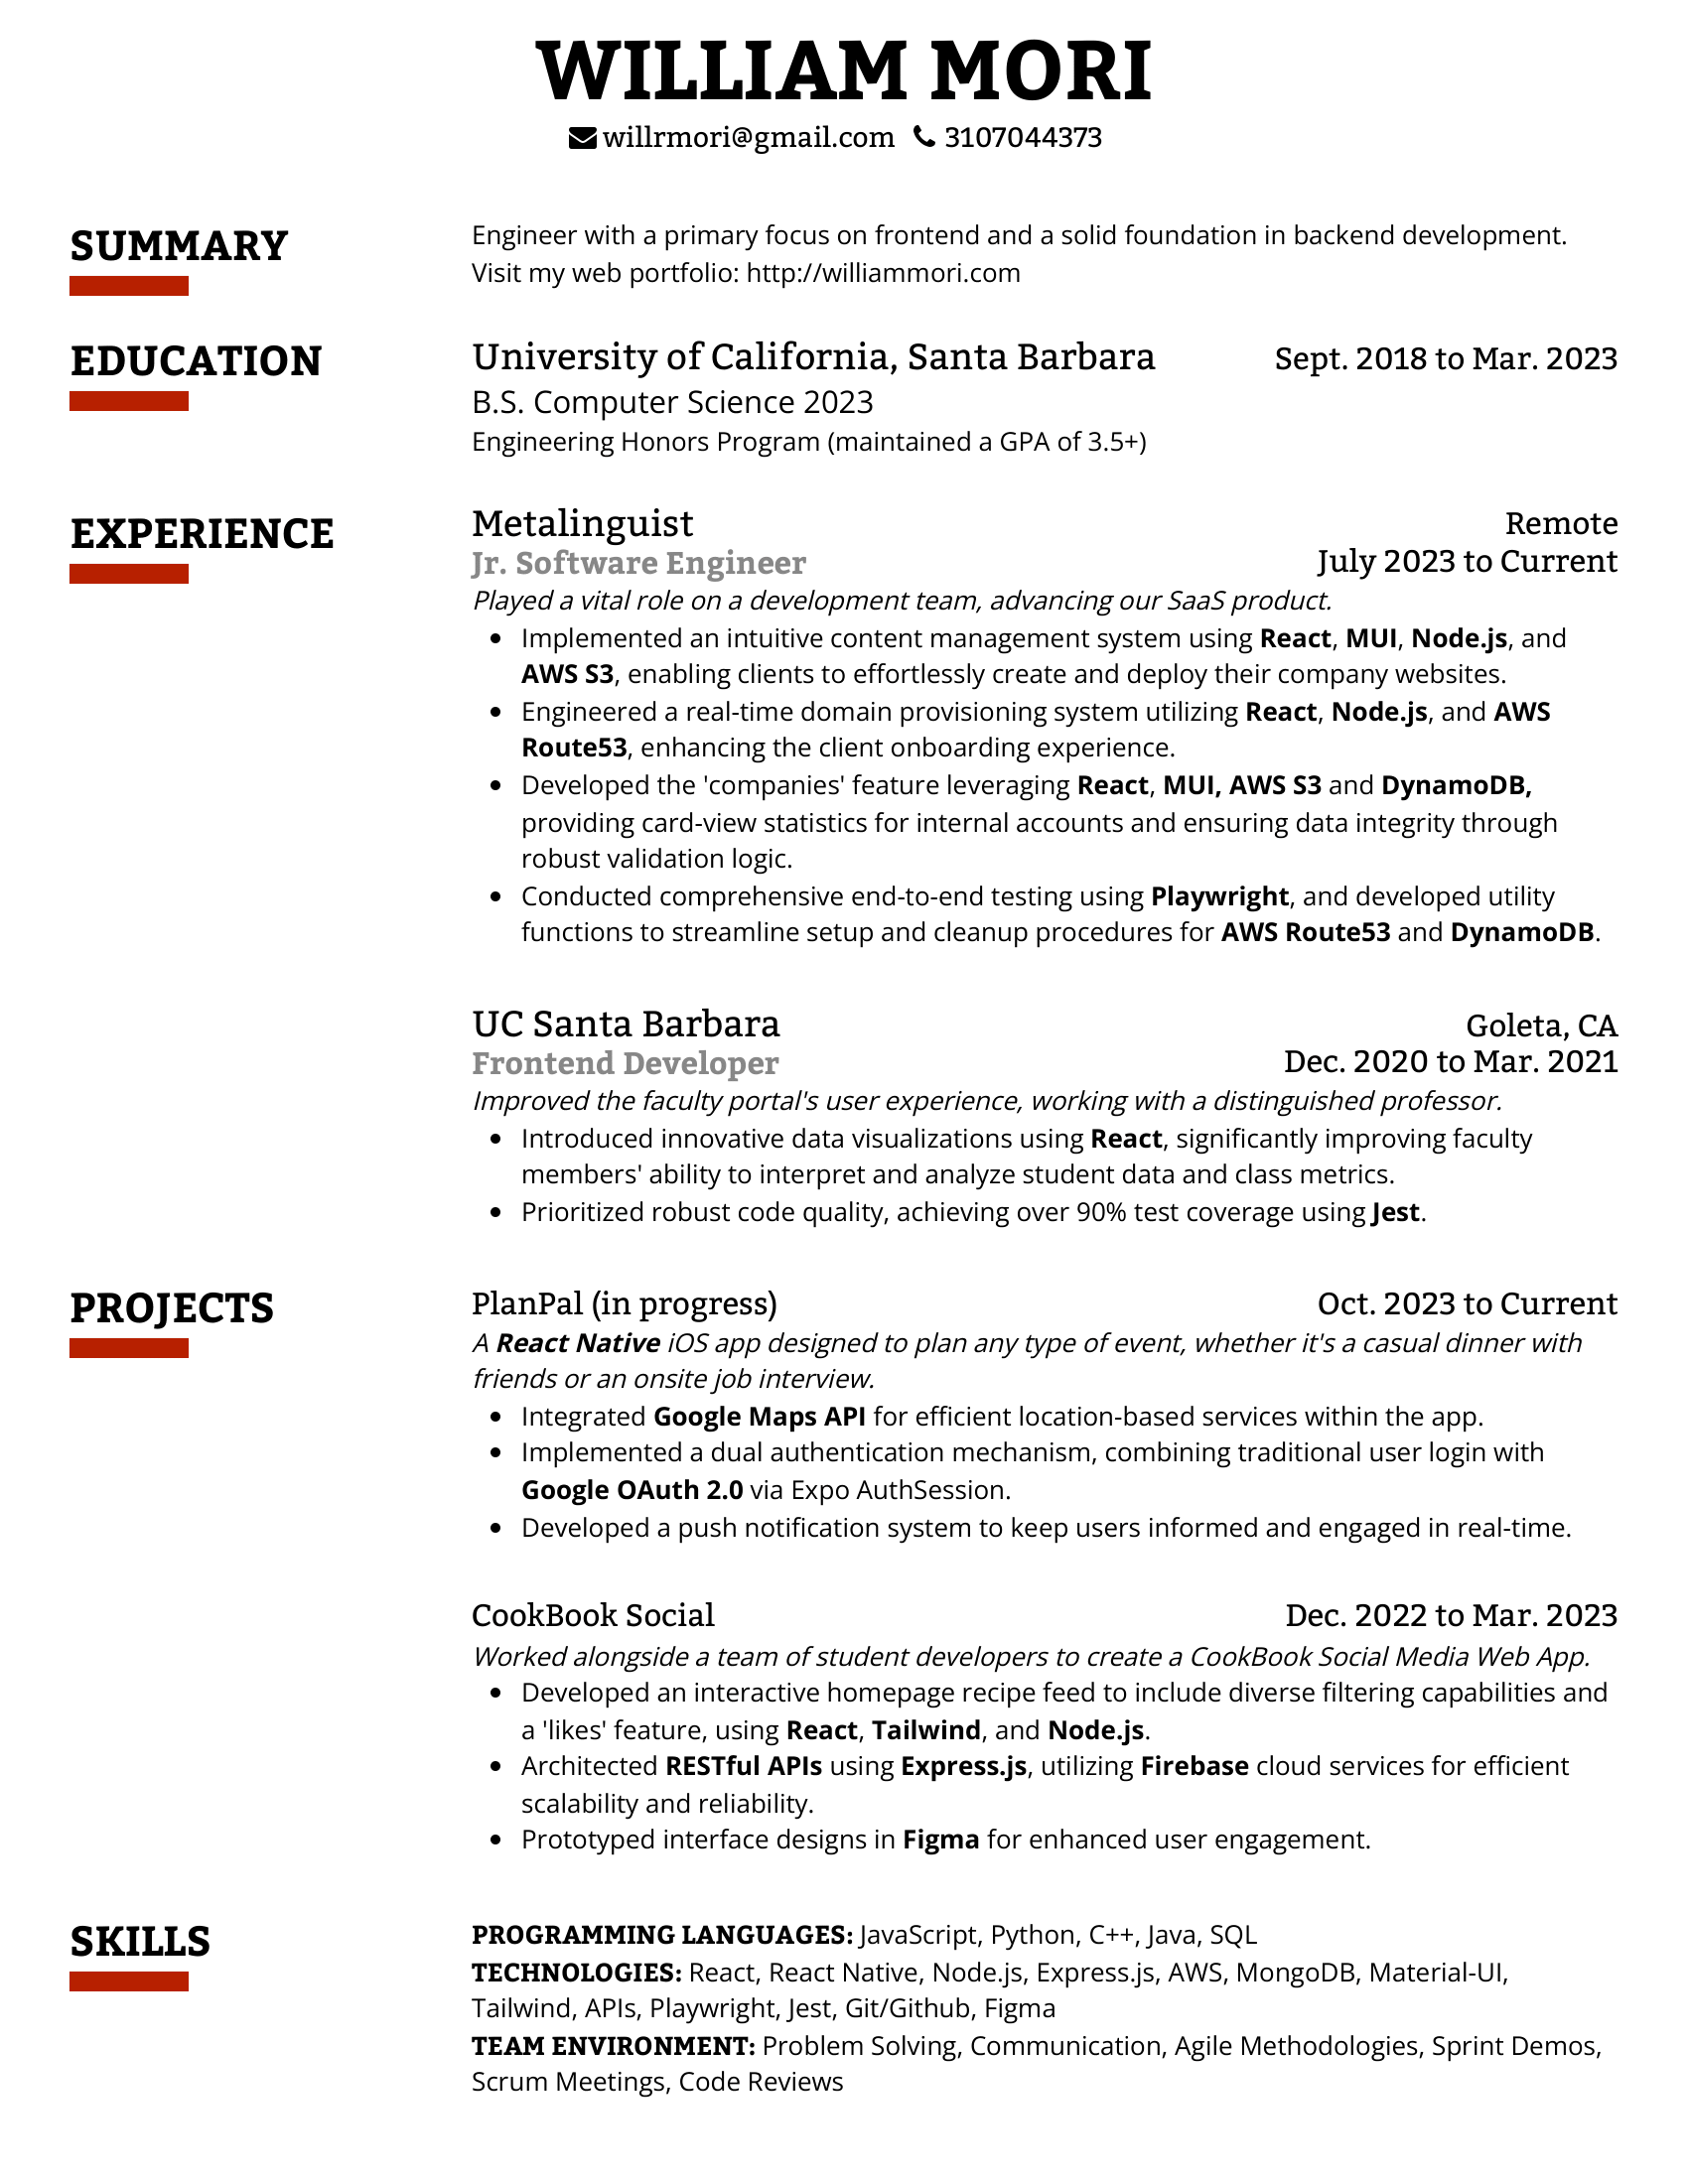 WILLIAM MORI
willrmori@gmail.com 3107044373
SUMMARY
Engineer with a primary focus on frontend and a solid foundation in backend development.
Visit my web portfolio: http://williammori.com
EDUCATION
University of California, Santa Barbara Sept. 2018 to Mar. 2023
B.S. Computer Science 2023
Engineering Honors Program (maintained a GPA of 3.5+)
EXPERIENCE
Metalinguist Remote
Jr. Software Engineer July 2023 to Current
Played a vital role on a development team, advancing our SaaS product.
• Implemented an intuitive content management system using React, MUI, Node.js, and
AWS S3, enabling clients to effortlessly create and deploy their company websites.
• Engineered a real-time domain provisioning system utilizing React, Node.js, and AWS
Route53, enhancing the client onboarding experience.
• Developed the 'companies' feature leveraging React, MUI, AWS S3 and DynamoDB,
providing card-view statistics for internal accounts and ensuring data integrity through
robust validation logic.
• Conducted comprehensive end-to-end testing using Playwright, and developed utility
functions to streamline setup and cleanup procedures for AWS Route53 and DynamoDB.
UC Santa Barbara Goleta, CA
Frontend Developer Dec. 2020 to Mar. 2021
Improved the faculty portal's user experience, working with a distinguished professor.
• Introduced innovative data visualizations using React, significantly improving faculty
members' ability to interpret and analyze student data and class metrics.
• Prioritized robust code quality, achieving over 90% test coverage using Jest.
PROJECTS
PlanPal (in progress) Oct. 2023 to Current
A React Native iOS app designed to plan any type of event, whether it's a casual dinner with
friends or an onsite job interview.
• Integrated Google Maps API for efficient location-based services within the app.
• Implemented a dual authentication mechanism, combining traditional user login with
Google OAuth 2.0 via Expo AuthSession.
• Developed a push notification system to keep users informed and engaged in real-time.
CookBook Social Dec. 2022 to Mar. 2023
Worked alongside a team of student developers to create a CookBook Social Media Web App.
• Developed an interactive homepage recipe feed to include diverse filtering capabilities and
a 'likes' feature, using React, Tailwind, and Node.js.
• Architected RESTful APIs using Express.js, utilizing Firebase cloud services for efficient
scalability and reliability.
• Prototyped interface designs in Figma for enhanced user engagement.
SKILLS
PROGRAMMING LANGUAGES: JavaScript, Python, C++, Java, SQL
TECHNOLOGIES: React, React Native, Node.js, Express.js, AWS, MongoDB, Material-UI,
Tailwind, APIs, Playwright, Jest, Git/Github, Figma
TEAM ENVIRONMENT: Problem Solving, Communication, Agile Methodologies, Sprint Demos,
Scrum Meetings, Code Reviews